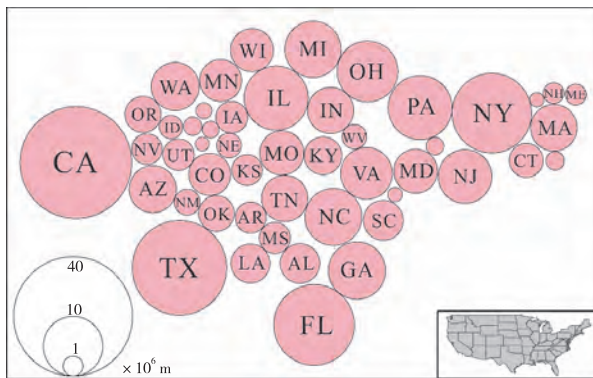 WI
MI
WA
MN
OH
IL
PA
NY
NH
ME
OR
ID
IA
IN
MA
NV
UT
NE
WV
CA
CO
KS
MO
KY
VA
MD
NJ
CT
AZ
NM
OK
AR
TN
NC
SC
MS
TX
LA
AL
GA
FL
40
10
1
× 10⁶ m